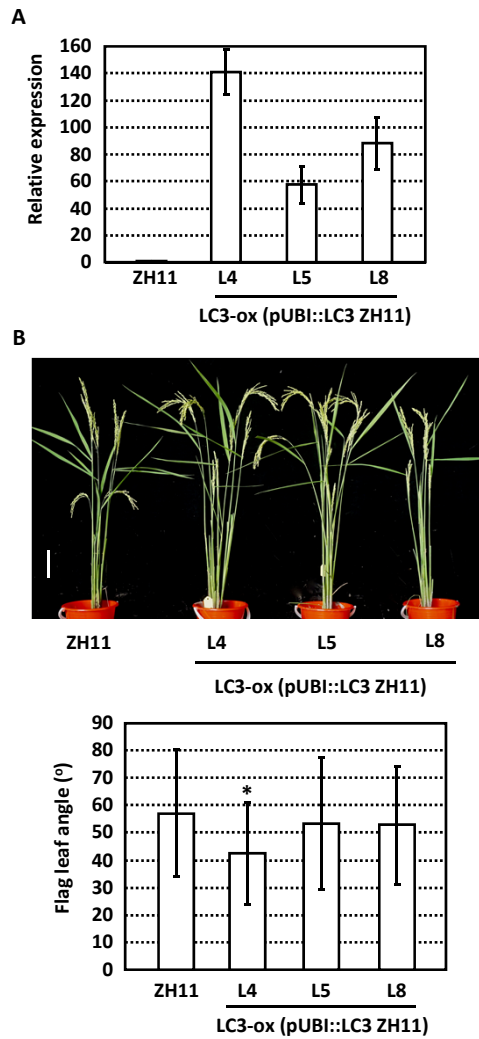 A
Relative expression
160
140
120
100
80
60
40
20
0
ZH11 L4 L5 L8
LC3-ox (pUBI::LC3 ZH11)
B
ZH11 L4 L5 L8
LC3-ox (pUBI::LC3 ZH11)
Flag leaf angle (º)
90
80
70
60
50
40
30
20
10
0
*
ZH11 L4 L5 L8
LC3-ox (pUBI::LC3 ZH11)